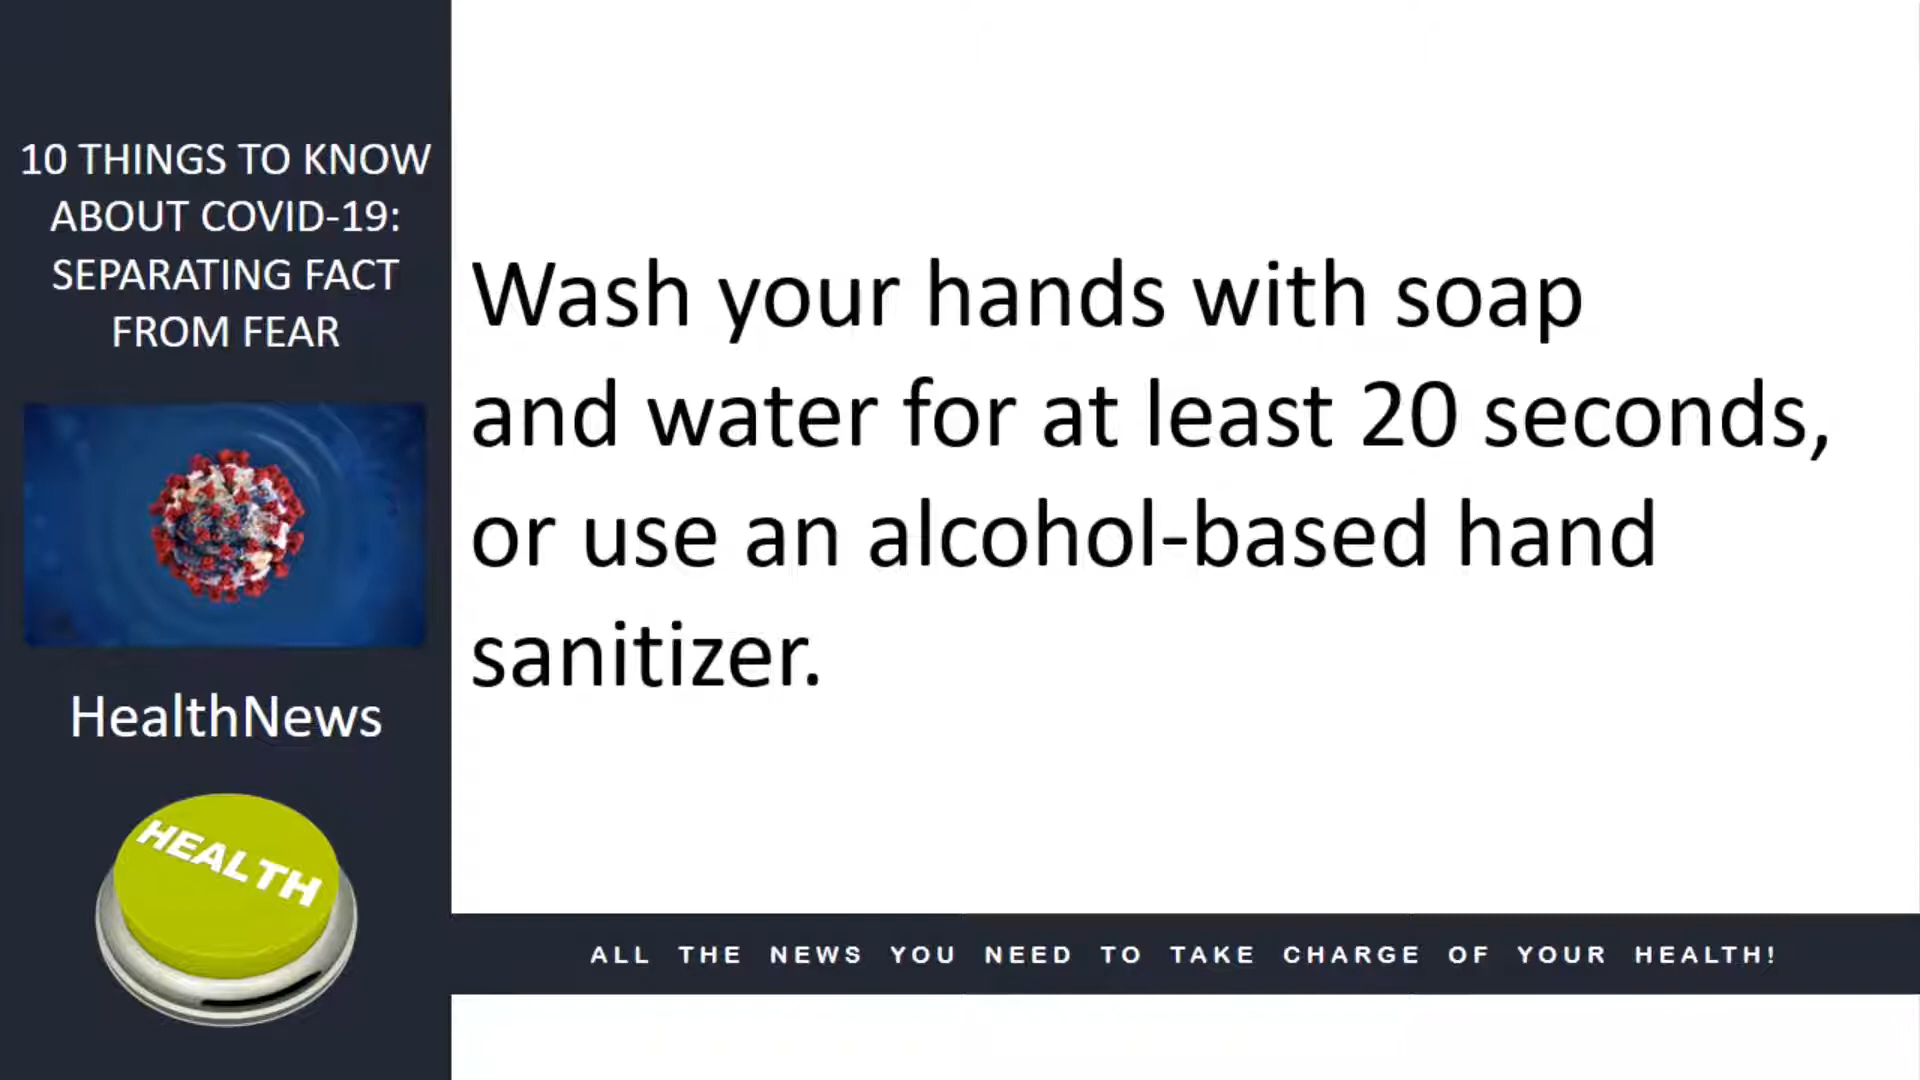 10 THINGS TO KNOW
ABOUT COVID-19:
SEPARATING FACT
FROM FEAR
HealthNews
HEALTH
Wash your hands with soap
and water for at least 20 seconds,
or use an alcohol-based hand
sanitizer.
ALL THE NEWS YOU NEED TO TAKE CHARGE OF YOUR HEALTH!